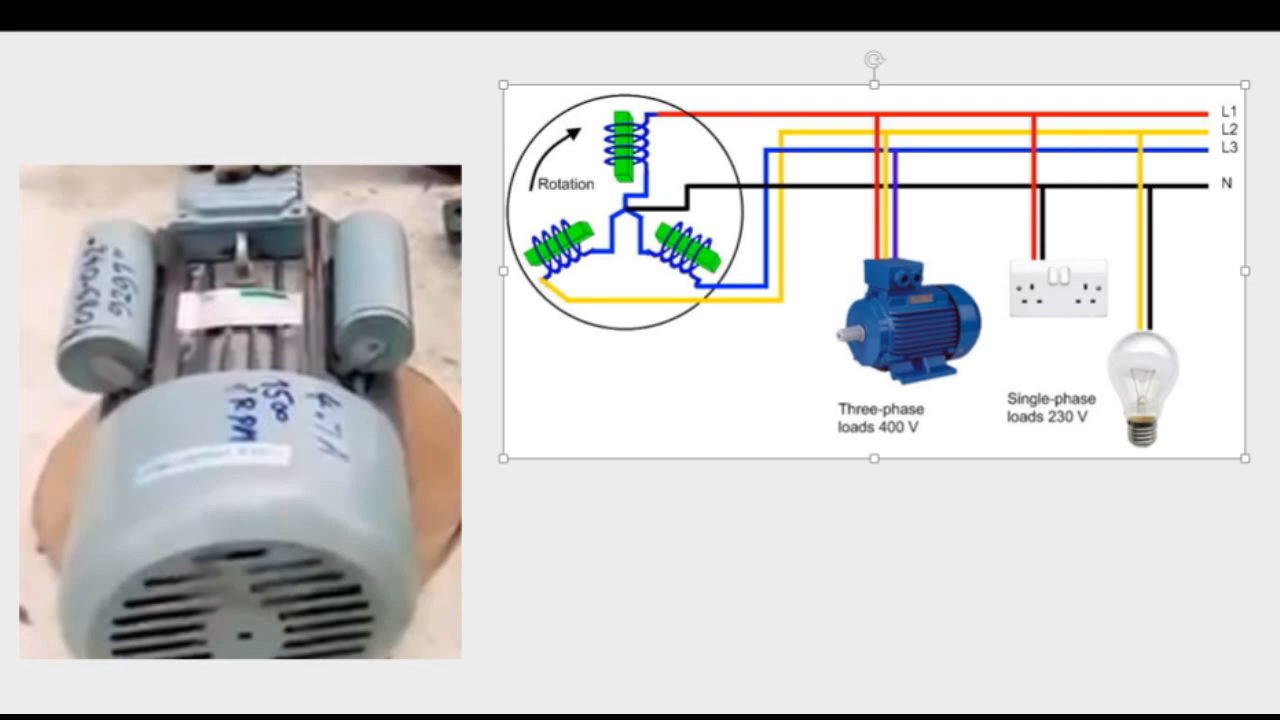 4.7A
1500
RPM
Rotation
L1
L2
L3
N
Three-phase
loads 400 V
Single-phase
loads 230 V